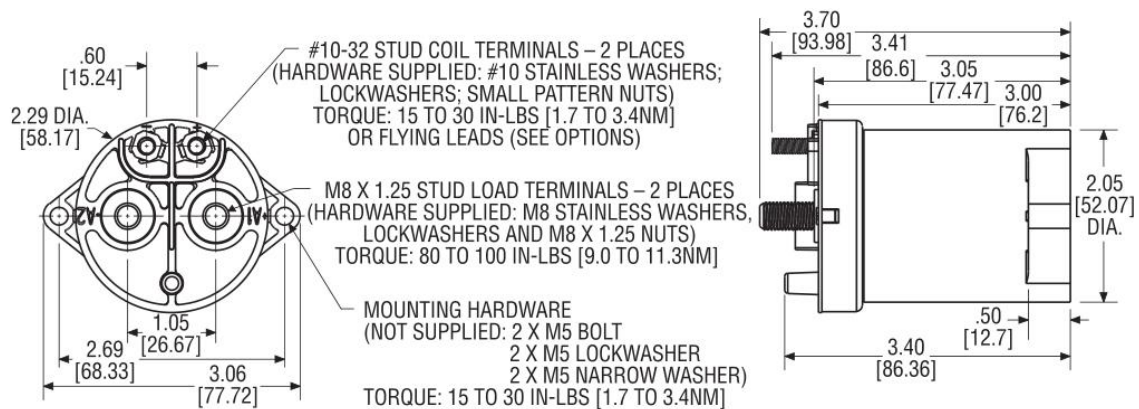 .60
[15.24]
2.29 DIA.
[58.17]
#10-32 STUD COIL TERMINALS – 2 PLACES
(HARDWARE SUPPLIED: #10 STAINLESS WASHERS;
LOCKWASHERS; SMALL PATTERN NUTS)
TORQUE: 15 TO 30 IN-LBS [1.7 TO 3.4NM]
OR FLYING LEADS (SEE OPTIONS)
A2
A1
M8 X 1.25 STUD LOAD TERMINALS – 2 PLACES
(HARDWARE SUPPLIED: M8 STAINLESS WASHERS,
LOCKWASHERS AND M8 X 1.25 NUTS)
TORQUE: 80 TO 100 IN-LBS [9.0 TO 11.3NM]
MOUNTING HARDWARE
(NOT SUPPLIED: 2 X M5 BOLT
2 X M5 LOCKWASHER
2 X M5 NARROW WASHER)
TORQUE: 15 TO 30 IN-LBS [1.7 TO 3.4NM]
1.05
[26.67]
2.69
[68.33]
3.06
[77.72]
3.70
[93.98]
3.41
[86.6]
3.05
[77.47]
3.00
[76.2]
2.05
[52.07]
DIA.
.50
[12.7]
3.40
[86.36]